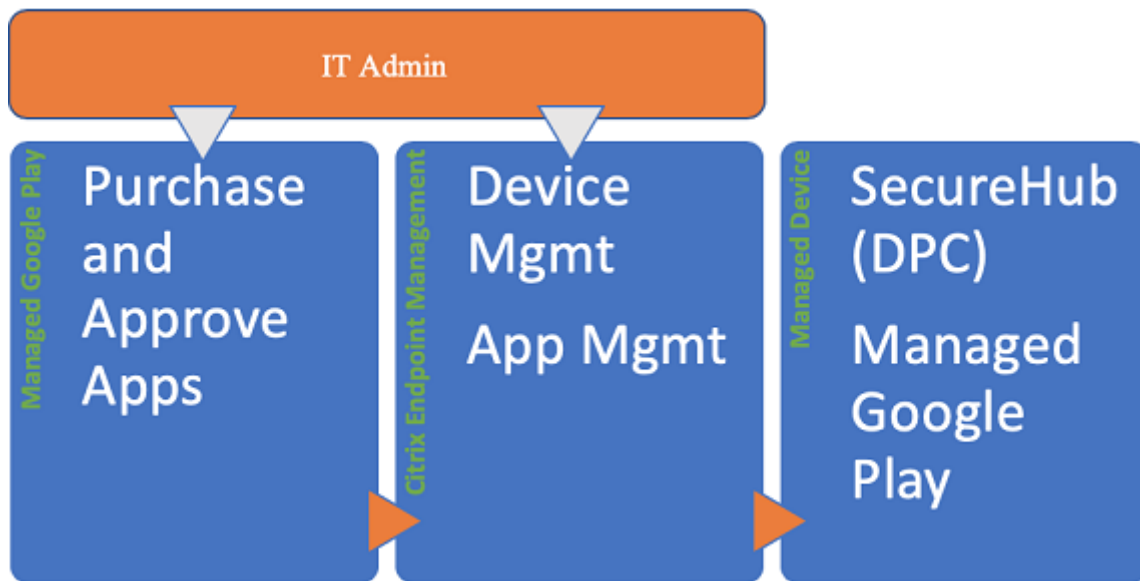 IT Admin
Managed Google Play
Purchase
and
Approve
Apps
Citrix Endpoint Management
Device
Mgmt
App Mgmt
Managed Device
SecureHub
(DPC)
Managed
Google
Play